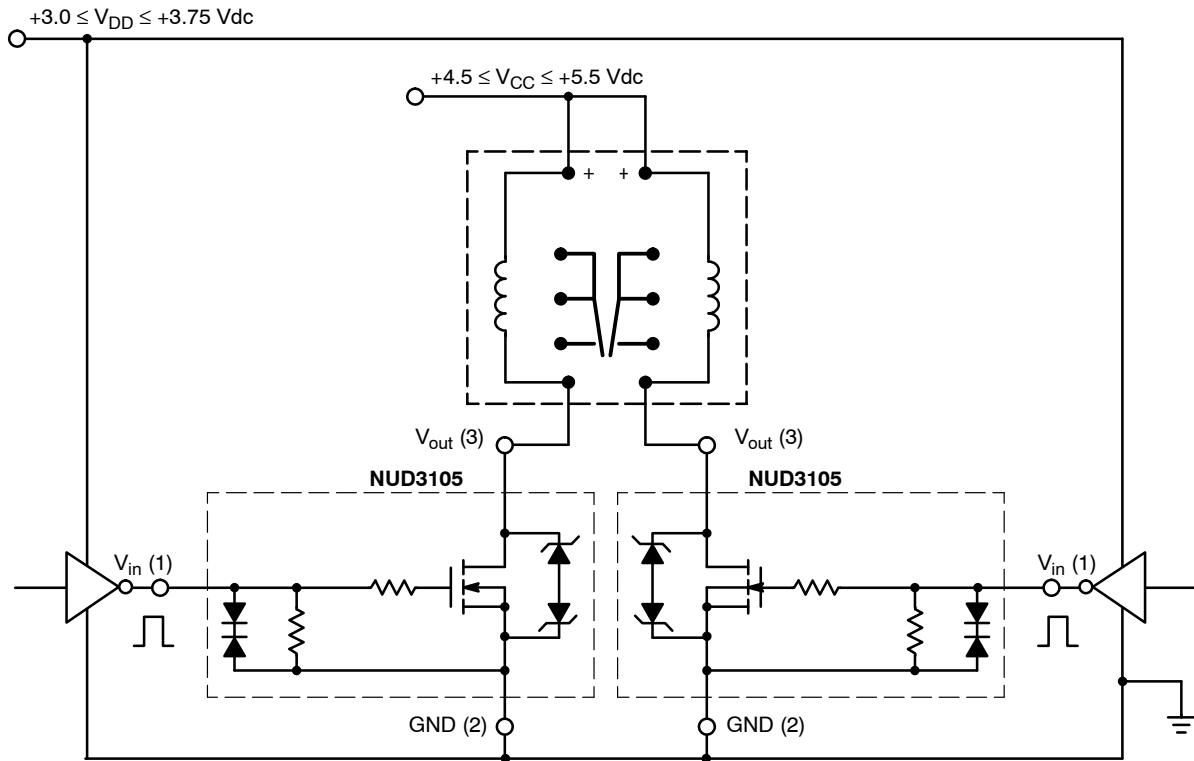 +3.0 ≤ VDD ≤ +3.75 Vdc
+4.5 ≤ VCC ≤ +5.5 Vdc
+ +
Vout (3) Vout (3)
NUD3105 NUD3105
Vin (1) Vin (1)
GND (2) GND (2)